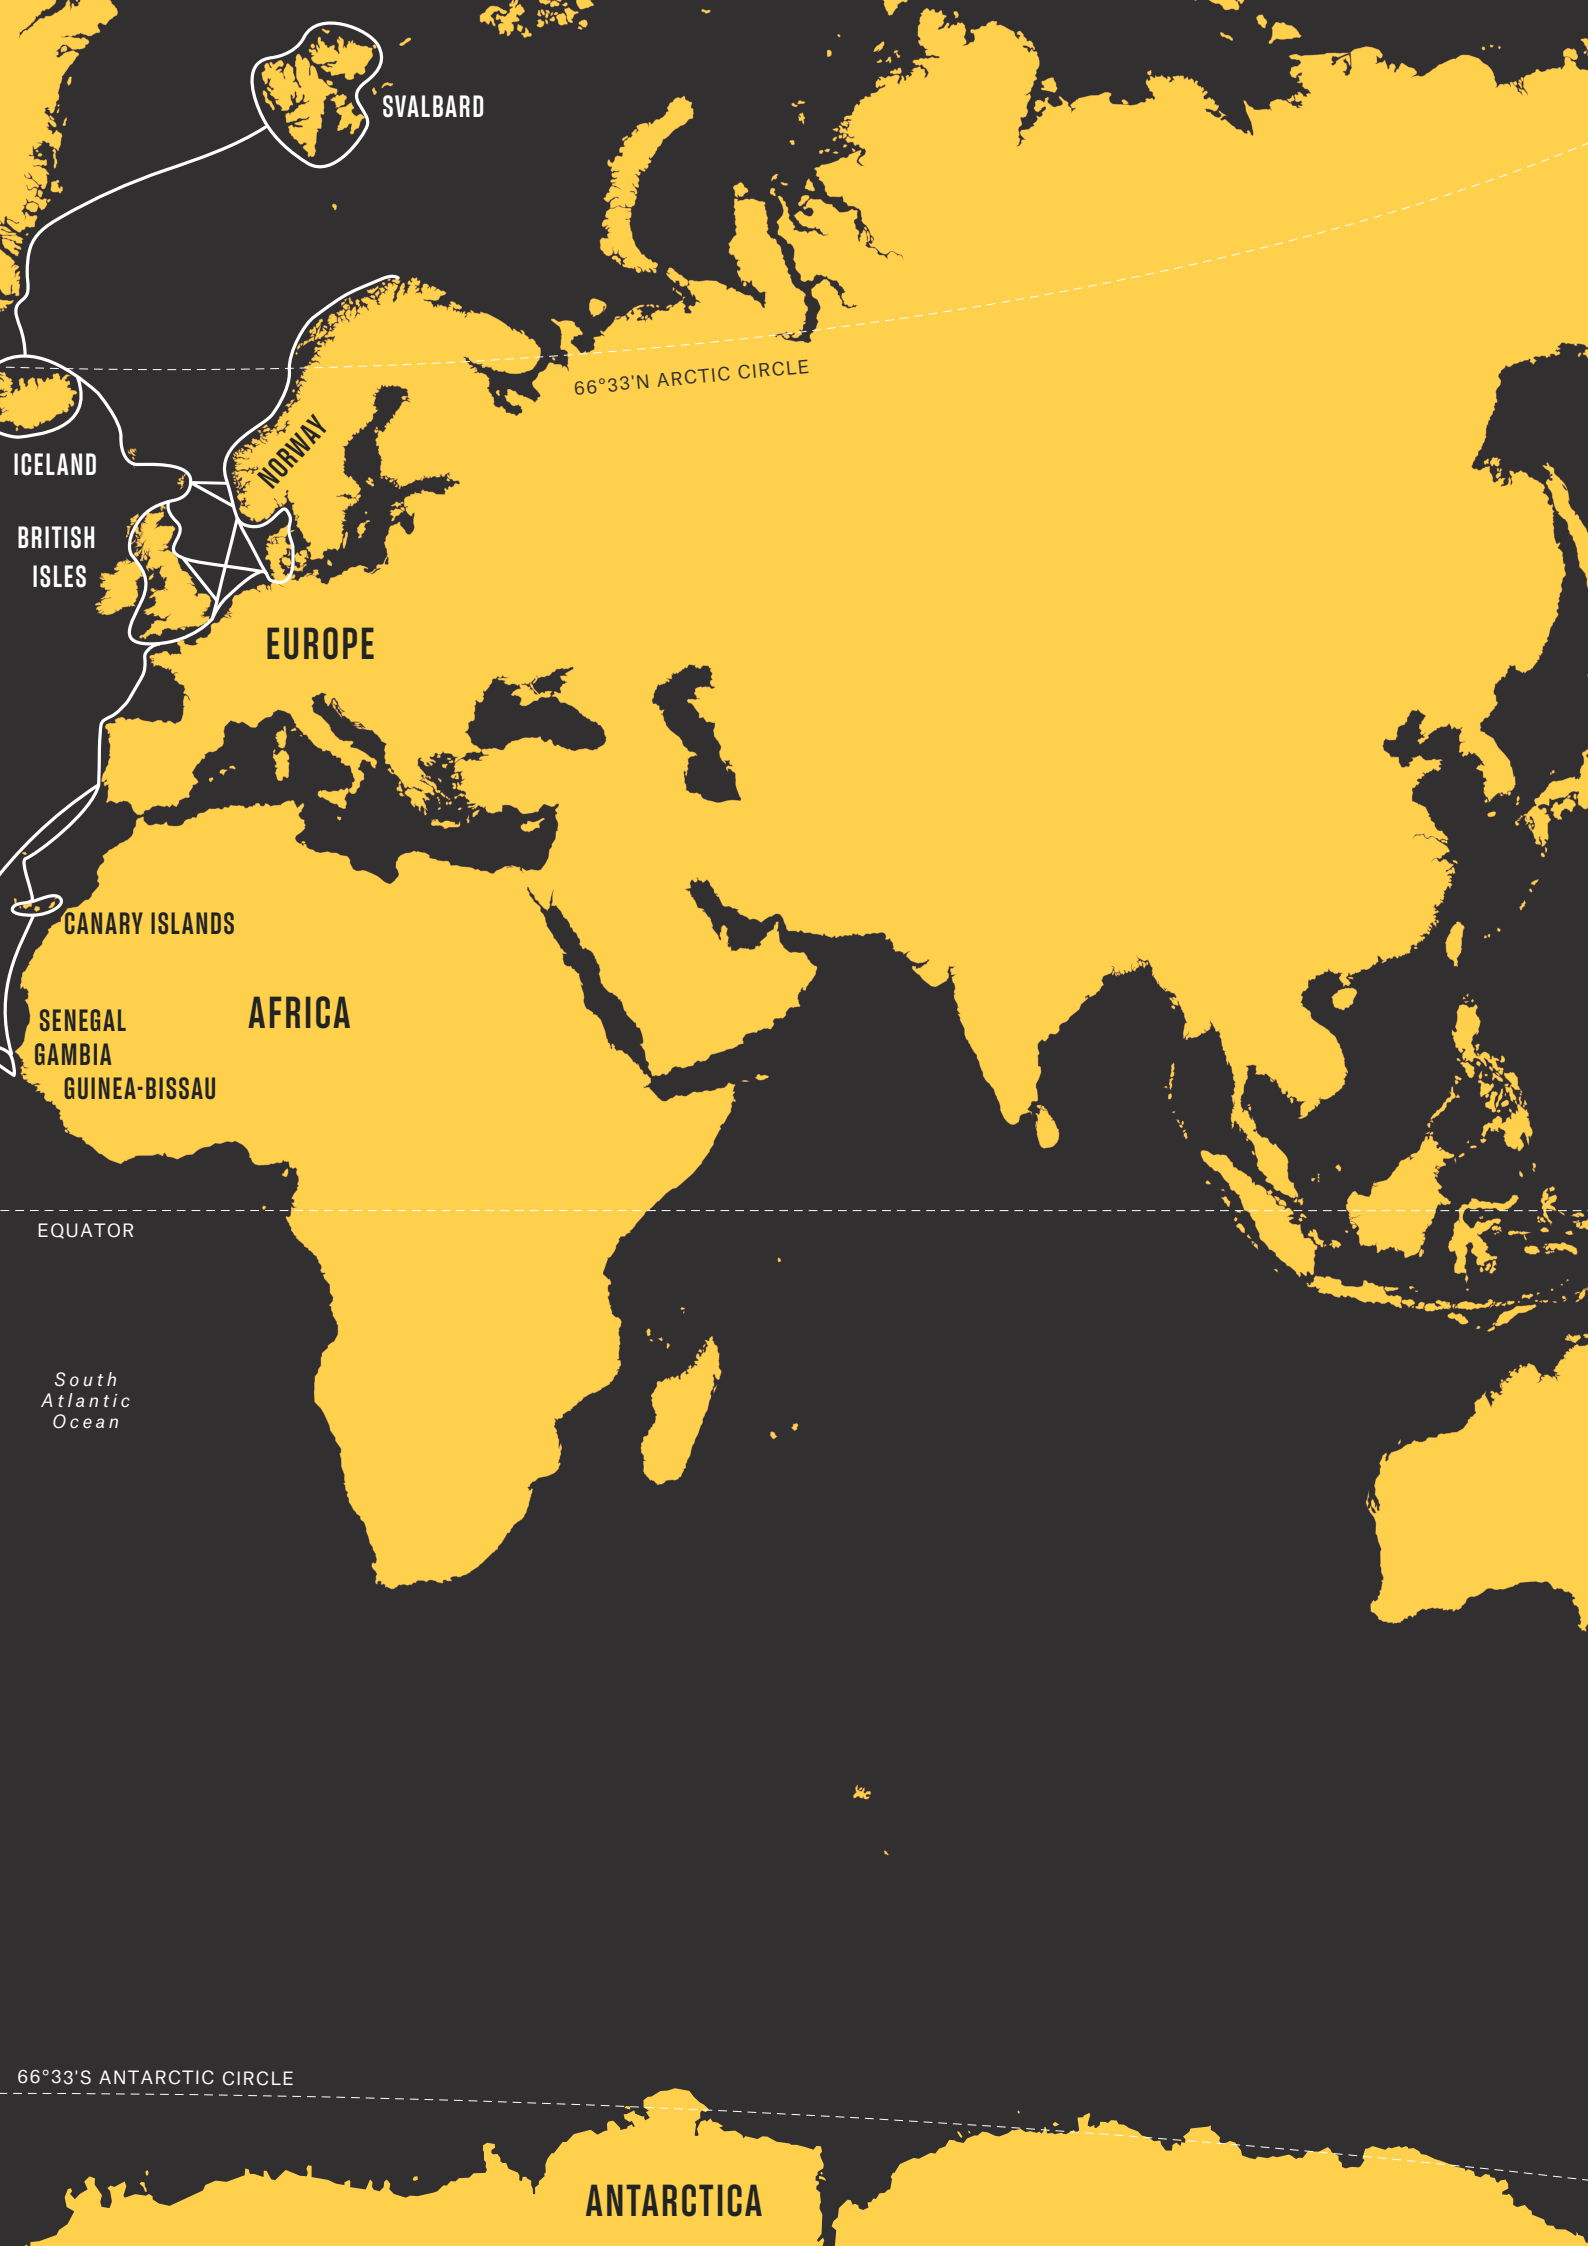 SVALBARD
66°33'N ARCTIC CIRCLE
NORWAY
ICELAND
BRITISH
ISLES
EUROPE
CANARY ISLANDS
AFRICA
SENEGAL
GAMBIA
GUINEA-BISSAU
EQUATOR
South
Atlantic
Ocean
66°33'S ANTARCTIC CIRCLE
ANTARCTICA